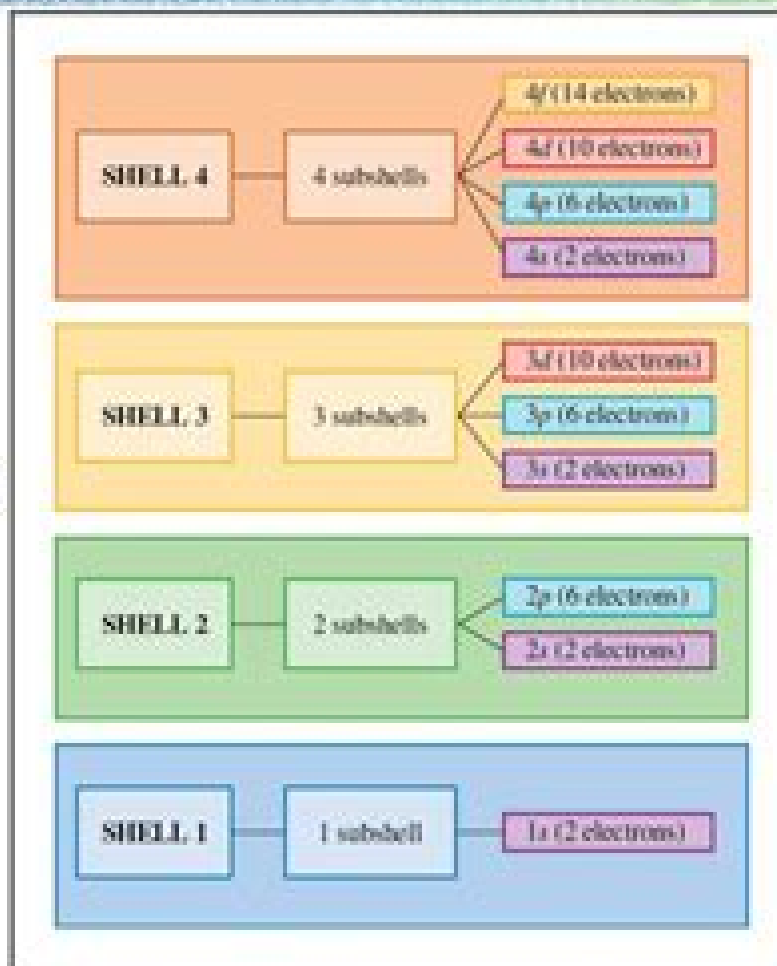 4f (14 electrons)
4d (10 electrons)
SHELL 4
4 subshells
4p (6 electrons)
4s (2 electrons)
3d (10 electrons)
SHELL 3
3 subshells
3p (6 electrons)
3s (2 electrons)
2p (6 electrons)
SHELL 2
2 subshells
2s (2 electrons)
SHELL 1
1 subshell
1s (2 electrons)